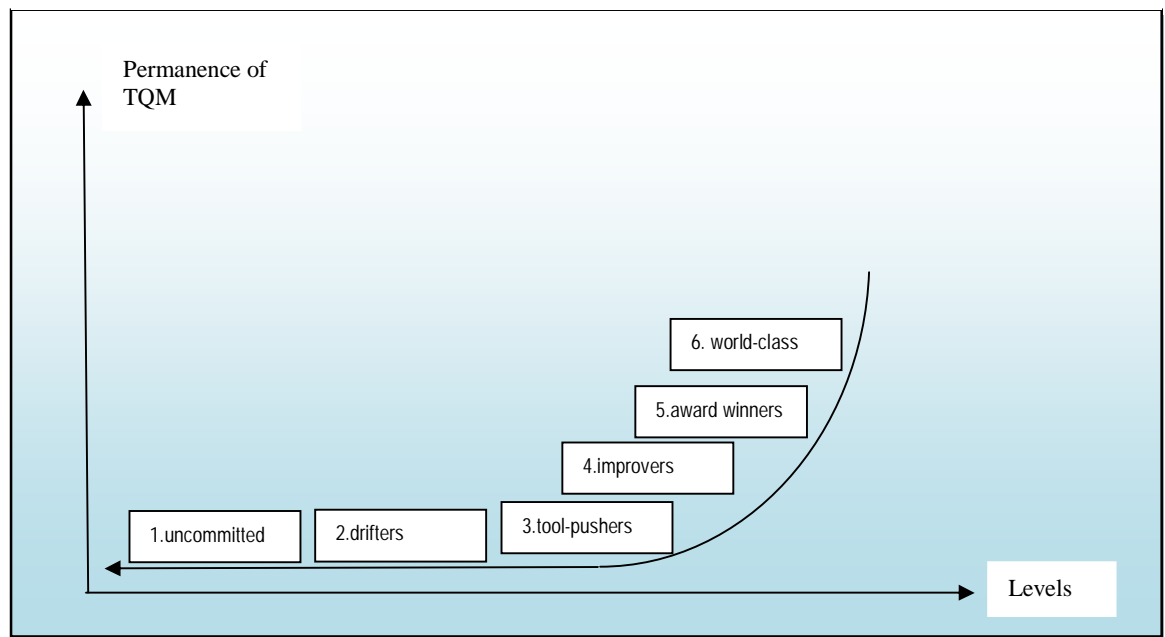 Permanence of
TQM
6. world-class
5.award winners
4.improvers
3.tool-pushers
2.drifters
1.uncommitted
Levels